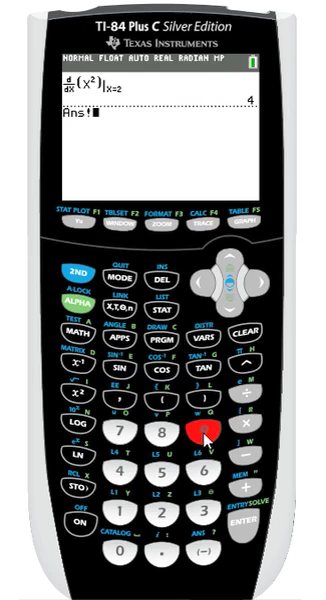 TI-84 Plus C Silver Edition
TEXAS INSTRUMENTS
NORMAL FLOAT AUTO REAL RADIAN MP
d/dX(X²)|X=2
4
Ans!
STAT PLOT F1 TBLSET F2 FORMAT F3 CALC F4 TABLE F5
Y= WINDOW ZOOM TRACE GRAPH
QUIT INS
2ND MODE DEL
A-LOCK LINK LIST
ALPHA X,T,θ,n STAT
TEST A ANGLE B DRAW C DISTR
MATH APPS PRGM VARS CLEAR
MATRIX D SIN⁻¹ E COS⁻¹ F TAN⁻¹ G π H
X⁻¹ SIN COS TAN ^
√ I EE J { K } L e M
X² , ( ) ÷
10ˣ N u O v P w Q [ R
LOG 7 8 ×
eˣ S L4 T L5 U L6 V ] W
LN 4 5 6 −
RCL X L1 Y L2 Z L3 θ MEM "
STO› 1 2 3 +
OFF CATALOG i : ANS ? ENTRY SOLVE
ON 0 . (−) ENTER